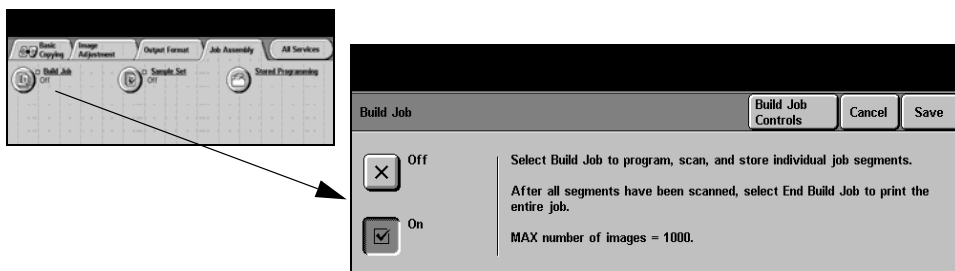 Basic Copying
Image Adjustment
Output Format
Job Assembly
All Services
Build Job
Off
Sample Set
Off
Stored Programming
Build Job
Build Job Controls
Cancel
Save
Off
On
Select Build Job to program, scan, and store individual job segments.
After all segments have been scanned, select End Build Job to print the
entire job.
MAX number of images = 1000.